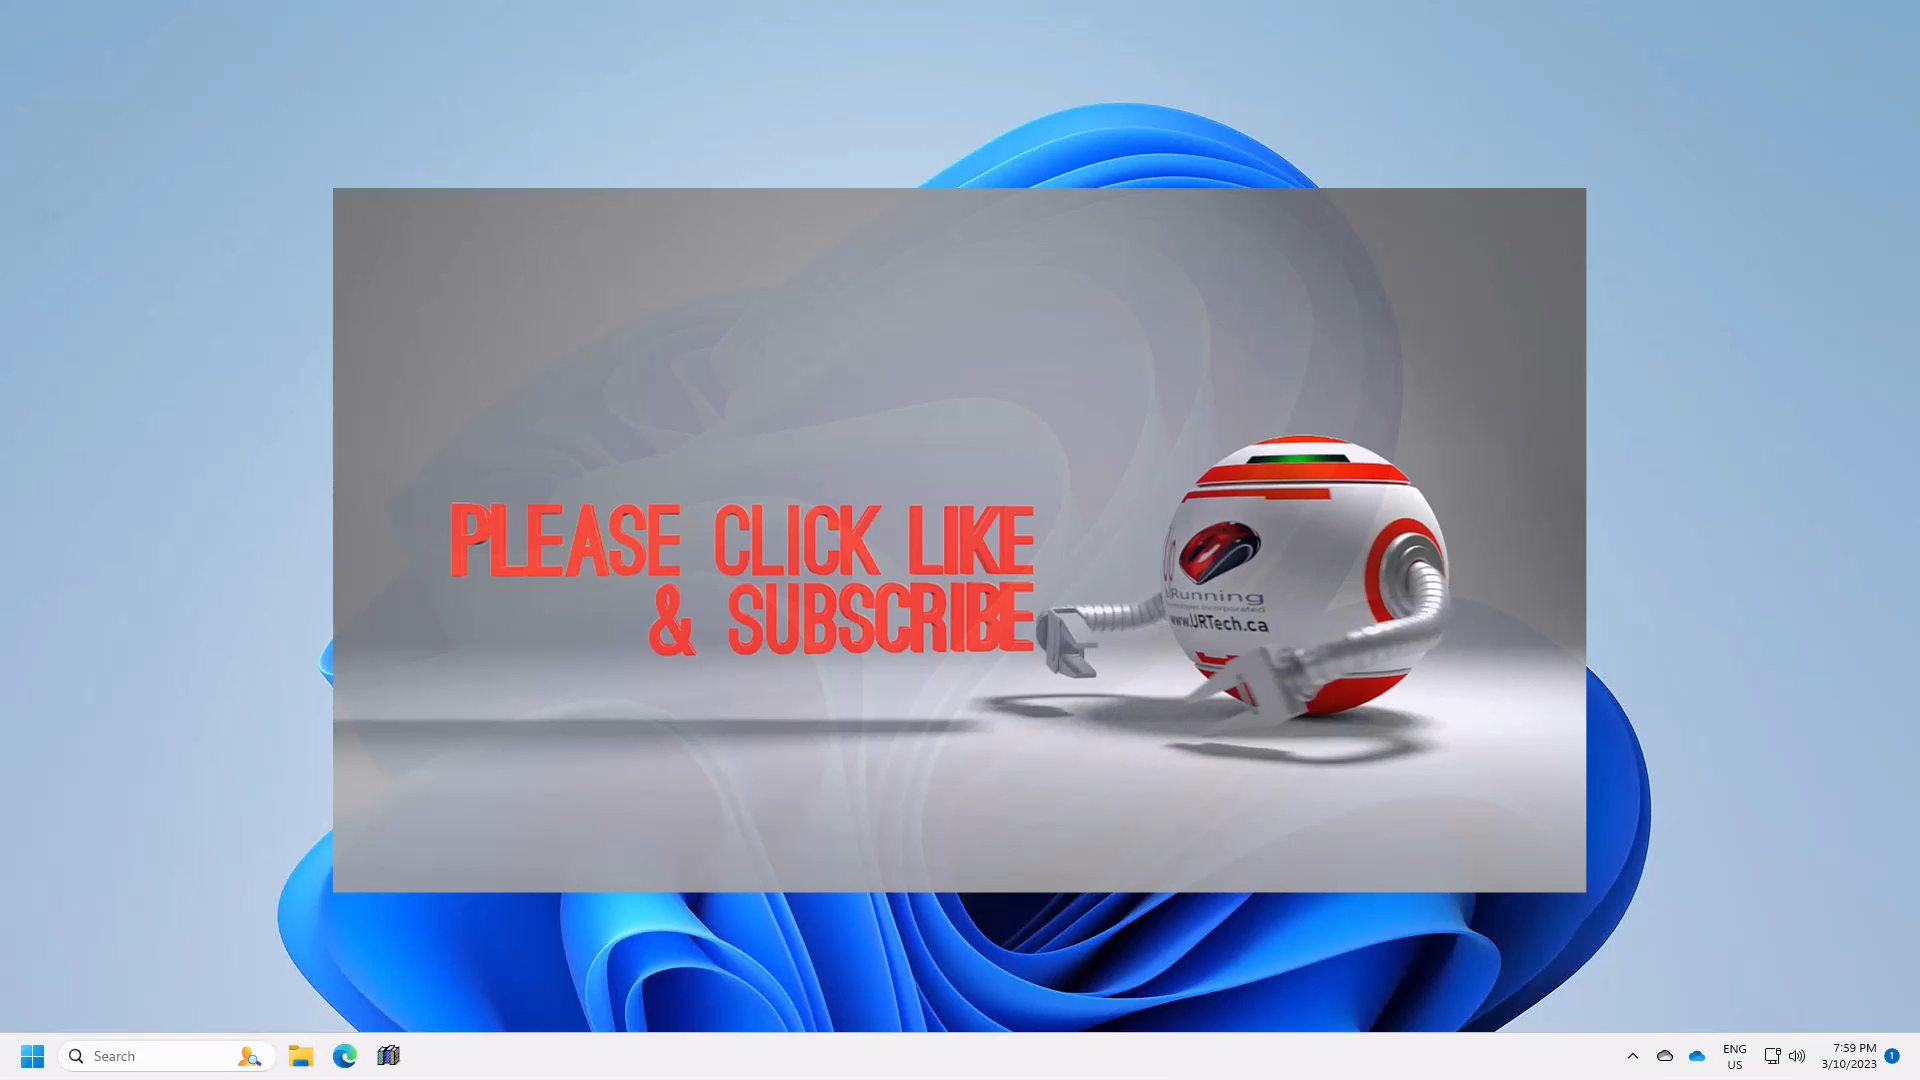 PLEASE CLICK LIKE
& SUBSCRIBE
Running
www.URTech.ca
Search
ENG
US
7:59 PM
3/10/2023
1